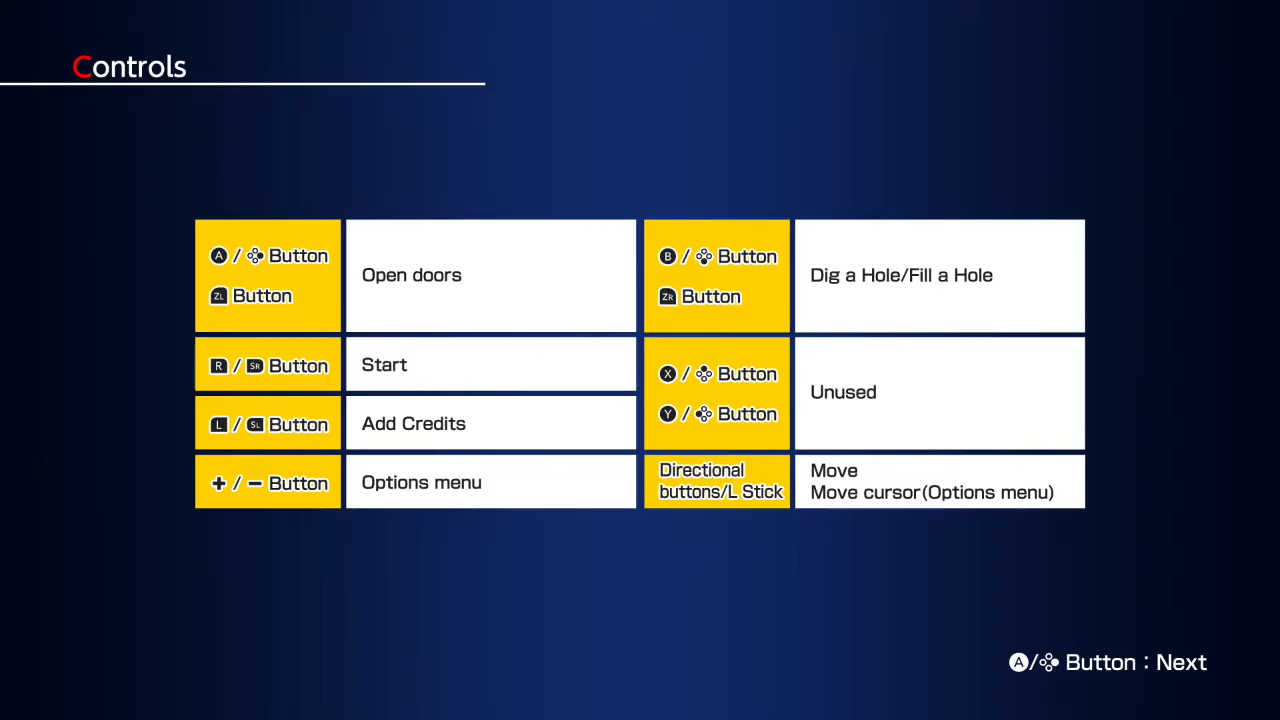 Controls
A / Button
ZL Button
Open doors
B / Button
ZR Button
Dig a Hole/Fill a Hole
R / SR Button
Start
X / Button
Y / Button
Unused
L / SL Button
Add Credits
+ / − Button
Options menu
Directional
buttons/L Stick
Move
Move cursor(Options menu)
A/ Button : Next